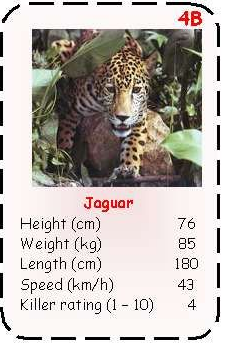 4B
Jaguar
Height (cm) 76
Weight (kg) 85
Length (cm) 180
Speed (km/h) 43
Killer rating (1 – 10) 4